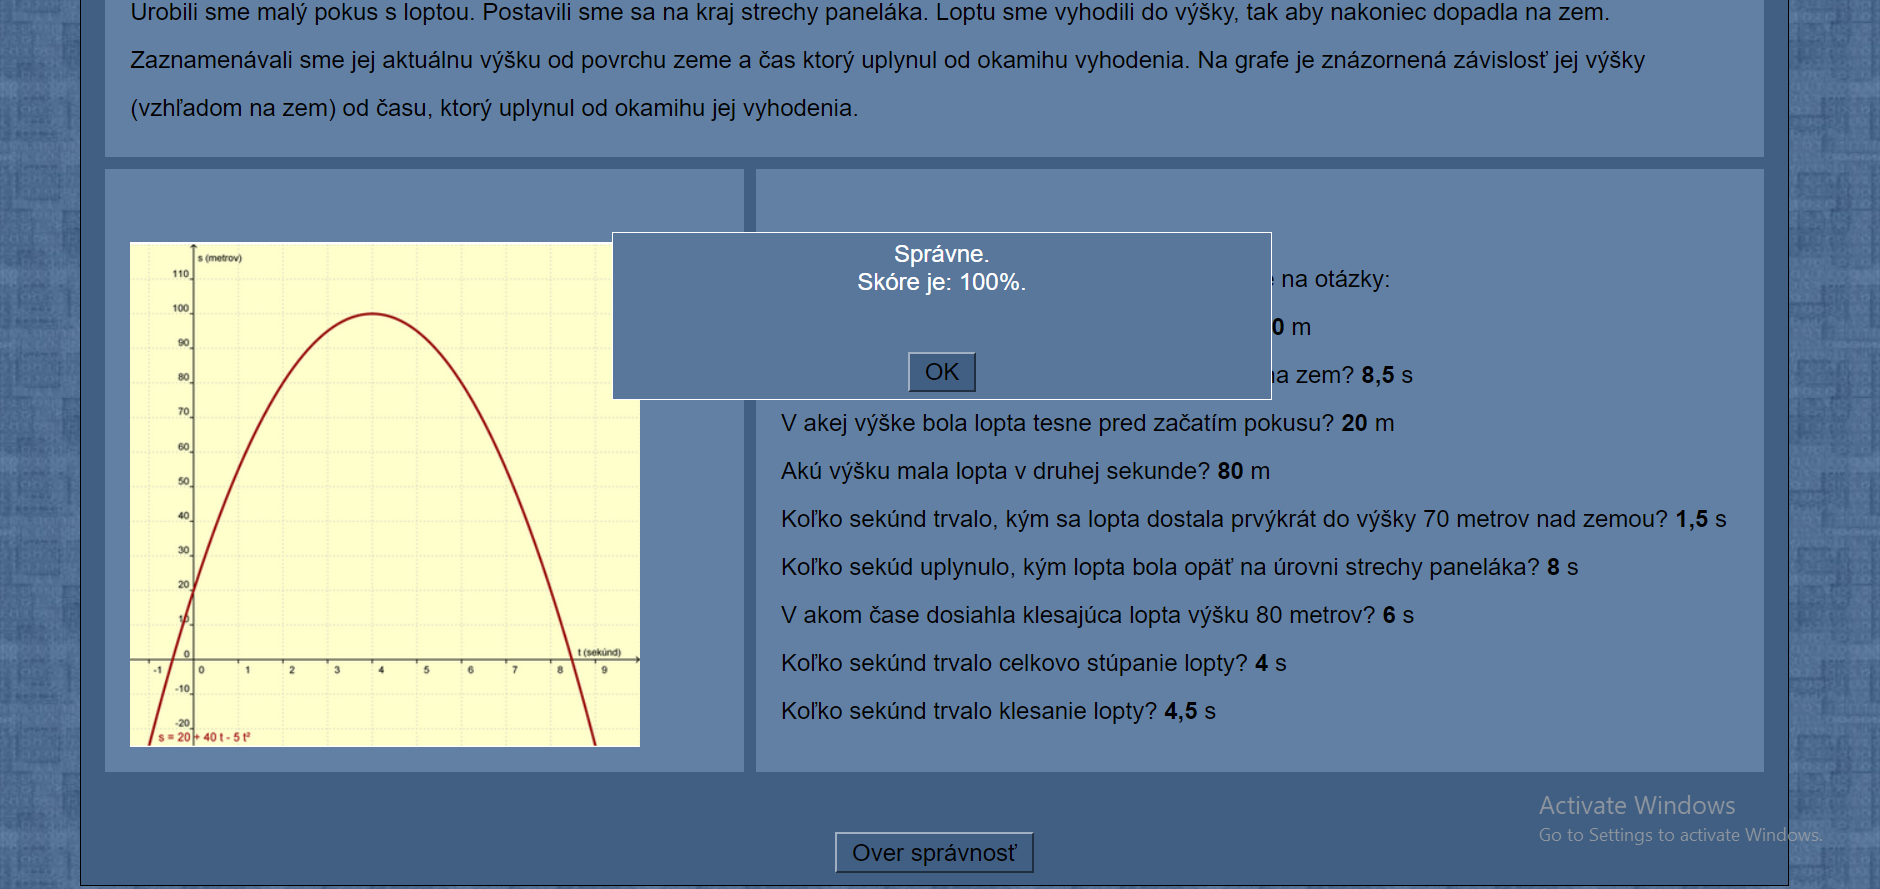 Urobili sme malý pokus s loptou. Postavili sme sa na kraj strechy paneláka. Loptu sme vyhodili do výšky, tak aby nakoniec dopadla na zem.
Zaznamenávali sme jej aktuálnu výšku od povrchu zeme a čas ktorý uplynul od okamihu vyhodenia. Na grafe je znázornená závislosť jej výšky
(vzhľadom na zem) od času, ktorý uplynul od okamihu jej vyhodenia.
s (metrov)
110
100
90
80
70
60
50
40
30
20
10
0
-10
-20
-1 0 1 2 3 4 5 6 7 8 9
t (sekúnd)
s = 20 + 40 t - 5 t²
Správne.
Skóre je: 100%.
OK
na otázky:
0 m
na zem? 8,5 s
V akej výške bola lopta tesne pred začatím pokusu? 20 m
Akú výšku mala lopta v druhej sekunde? 80 m
Koľko sekúnd trvalo, kým sa lopta dostala prvýkrát do výšky 70 metrov nad zemou? 1,5 s
Koľko sekúd uplynulo, kým lopta bola opäť na úrovni strechy paneláka? 8 s
V akom čase dosiahla klesajúca lopta výšku 80 metrov? 6 s
Koľko sekúnd trvalo celkovo stúpanie lopty? 4 s
Koľko sekúnd trvalo klesanie lopty? 4,5 s
Over správnosť
Activate Windows
Go to Settings to activate Windows.